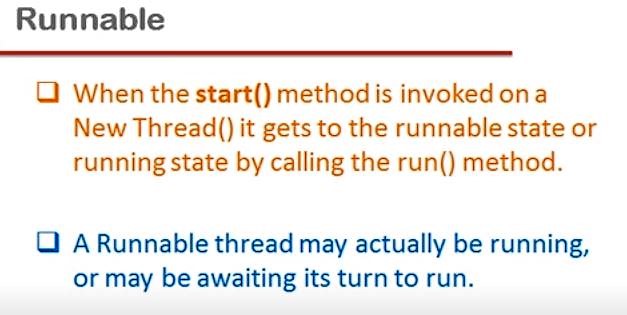 Runnable
When the start() method is invoked on a
New Thread() it gets to the runnable state or
running state by calling the run() method.
A Runnable thread may actually be running,
or may be awaiting its turn to run.